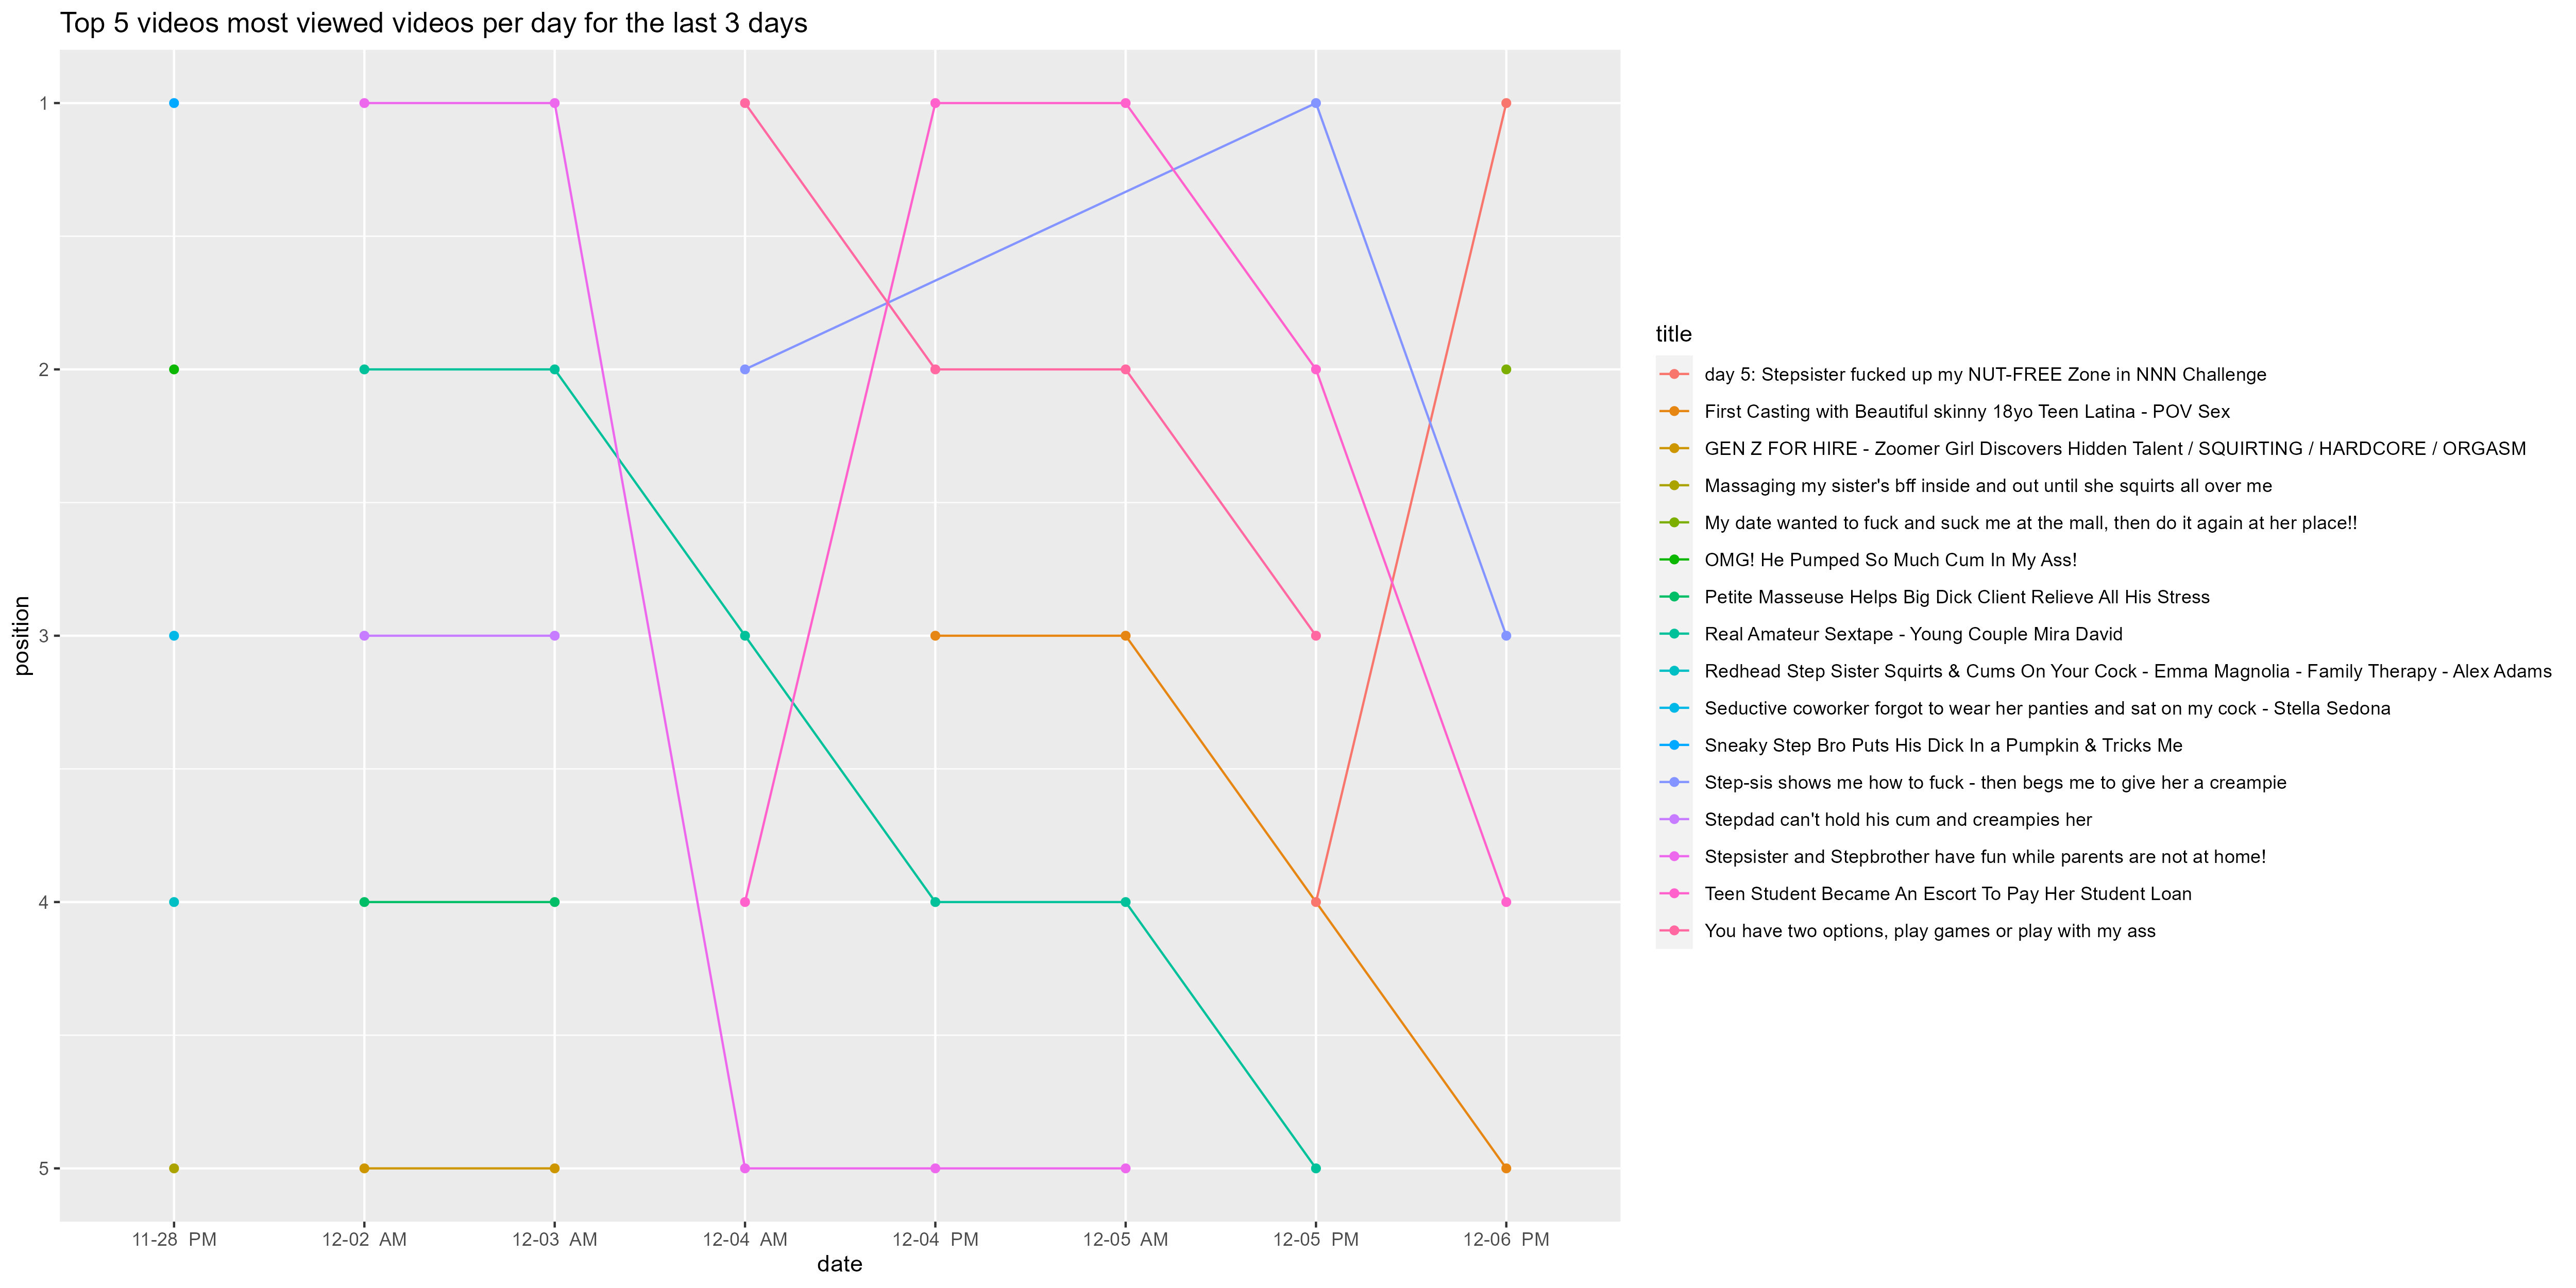 Top 5 videos most viewed videos per day for the last 3 days
position
1
2
3
4
5
11-28 PM
12-02 AM
12-03 AM
12-04 AM
12-04 PM
12-05 AM
12-05 PM
12-06 PM
date
title
day 5: Stepsister fucked up my NUT-FREE Zone in NNN Challenge
First Casting with Beautiful skinny 18yo Teen Latina - POV Sex
GEN Z FOR HIRE - Zoomer Girl Discovers Hidden Talent / SQUIRTING / HARDCORE / ORGASM
Massaging my sister's bff inside and out until she squirts all over me
My date wanted to fuck and suck me at the mall, then do it again at her place!!
OMG! He Pumped So Much Cum In My Ass!
Petite Masseuse Helps Big Dick Client Relieve All His Stress
Real Amateur Sextape - Young Couple Mira David
Redhead Step Sister Squirts & Cums On Your Cock - Emma Magnolia - Family Therapy - Alex Adams
Seductive coworker forgot to wear her panties and sat on my cock - Stella Sedona
Sneaky Step Bro Puts His Dick In a Pumpkin & Tricks Me
Step-sis shows me how to fuck - then begs me to give her a creampie
Stepdad can't hold his cum and creampies her
Stepsister and Stepbrother have fun while parents are not at home!
Teen Student Became An Escort To Pay Her Student Loan
You have two options, play games or play with my ass